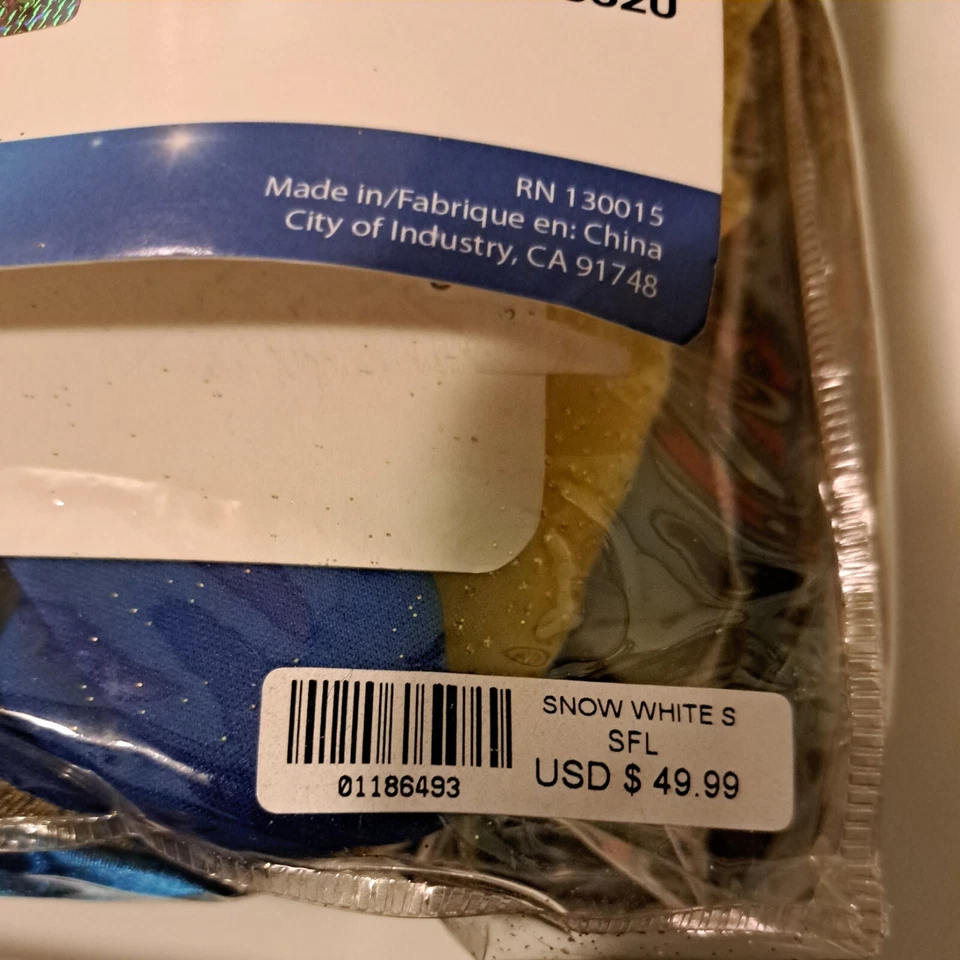 RN 130015
Made in/Fabrique en: China
City of Industry, CA 91748
SNOW WHITE S
SFL
USD $ 49.99
01186493